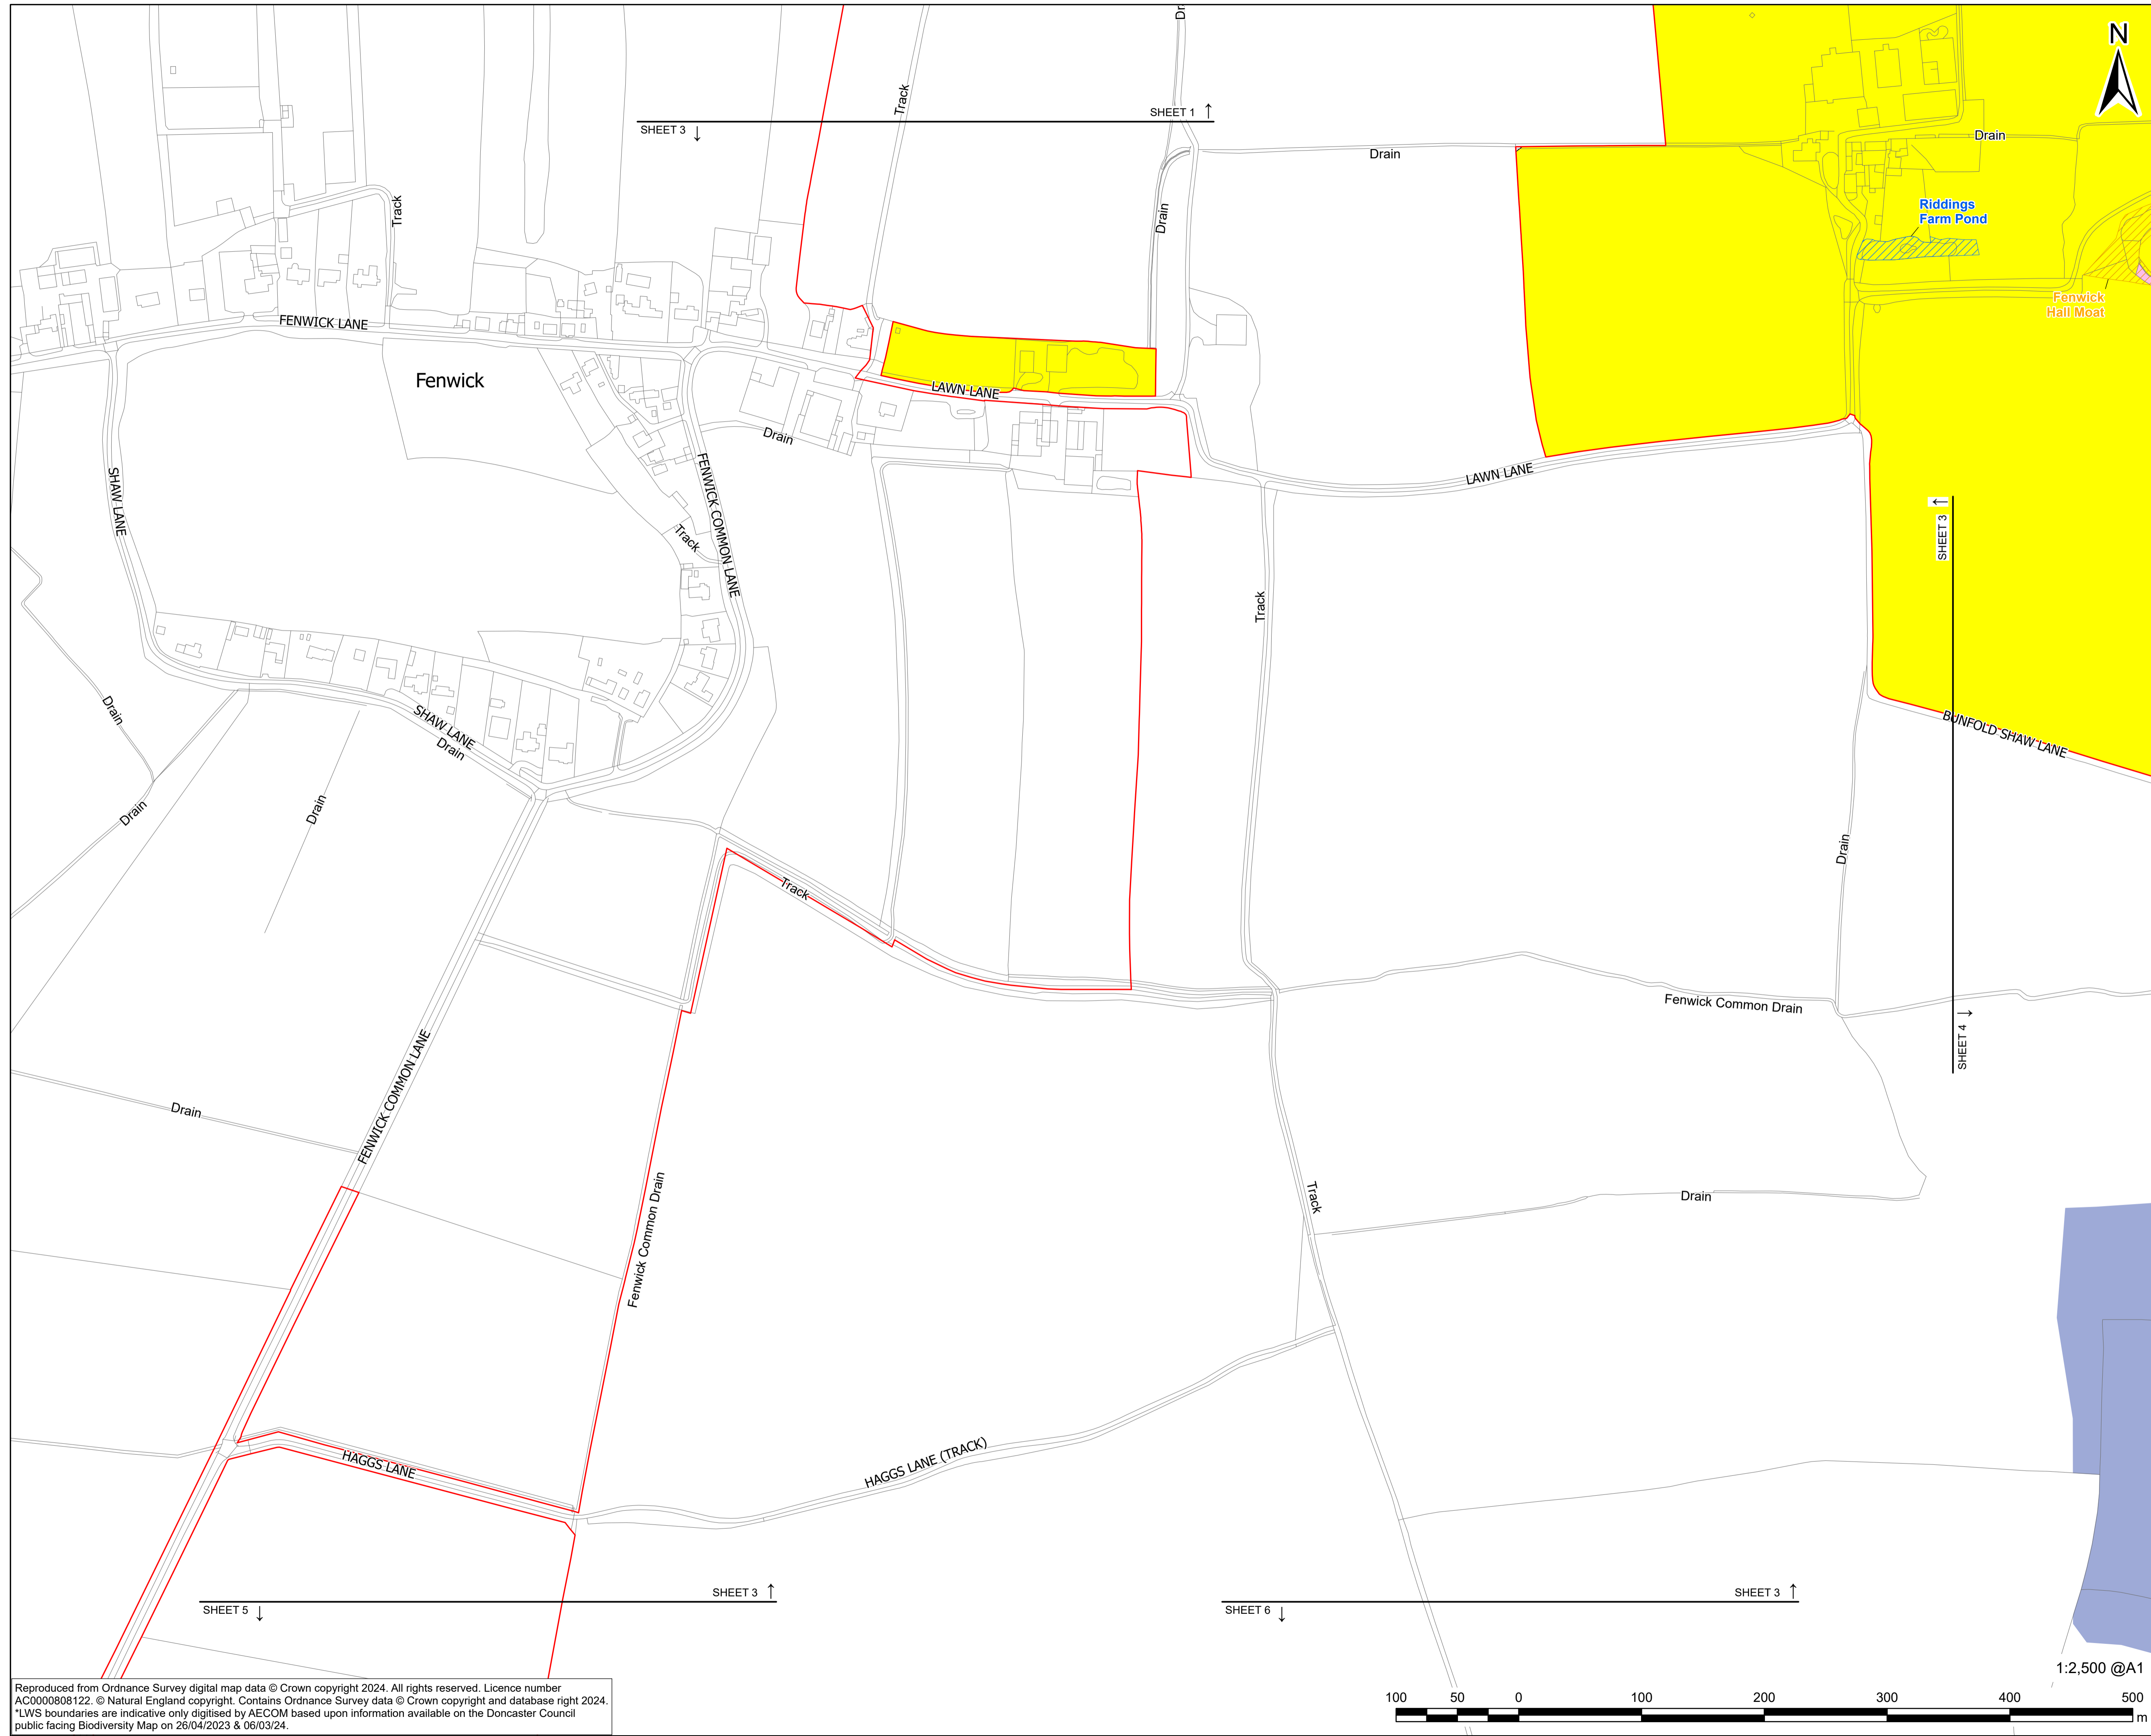 Dr
N
Track
SHEET 1 ↑
SHEET 3 ↓
Drain
Drain
Track
Drain
Riddings
Farm Pond
Fenwick
Hall Moat
FENWICK LANE
Fenwick
LAWN LANE
Drain
LAWN LANE
SHAW LANE
FENWICK COMMON LANE
SHEET 3 ←
Track
Track
Drain
SHAW LANE
Drain
BUNFOLD SHAW LANE
Drain
Drain
Drain
Track
Fenwick Common Drain
SHEET 4 →
FENWICK COMMON LANE
Drain
Fenwick Common Drain
Track
Drain
HAGGS LANE
HAGGS LANE (TRACK)
SHEET 3 ↑
SHEET 5 ↓
SHEET 3 ↑
SHEET 6 ↓
1:2,500 @A1
Reproduced from Ordnance Survey digital map data © Crown copyright 2024. All rights reserved. Licence number
AC0000808122. © Natural England copyright. Contains Ordnance Survey data © Crown copyright and database right 2024.
*LWS boundaries are indicative only digitised by AECOM based upon information available on the Doncaster Council
public facing Biodiversity Map on 26/04/2023 & 06/03/24.
100 50 0 100 200 300 400 500
m